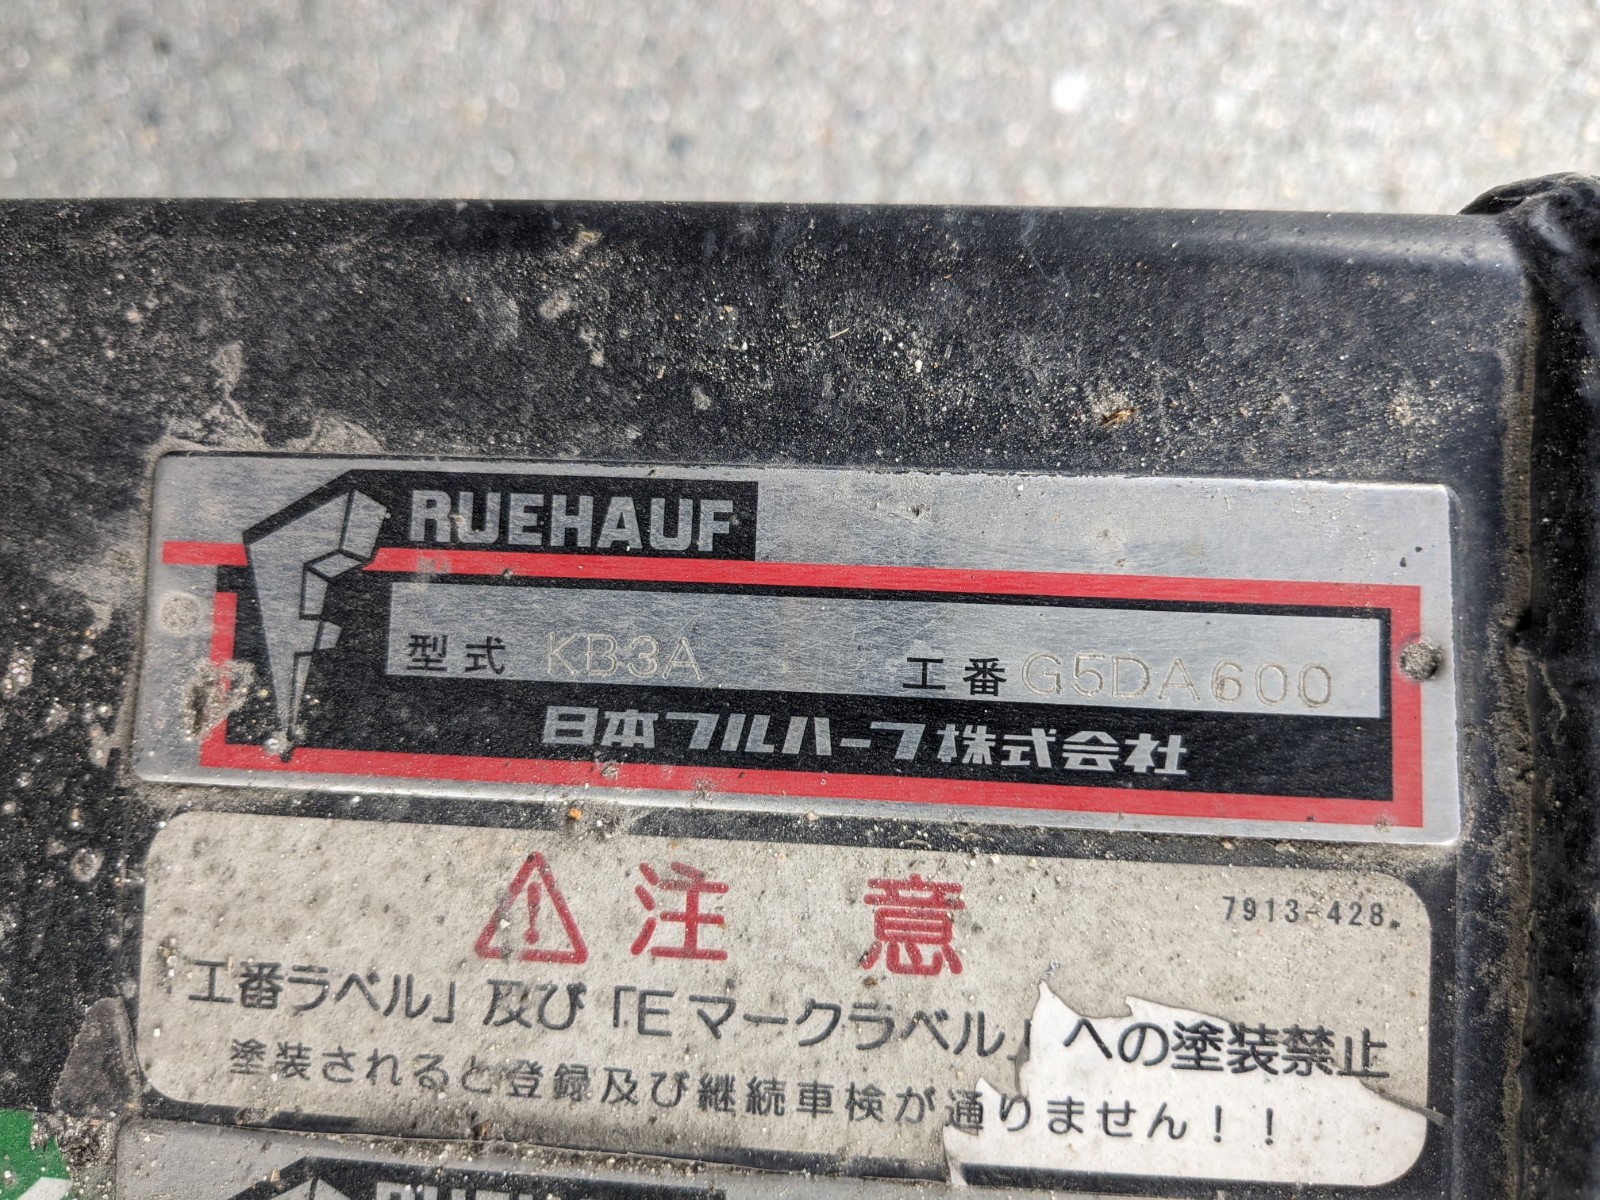 RUEHAUF
型式 KB3A 工番 G5DA600
日本フルハーフ株式会社
注意
7913-428
工番ラベル」及び「Eマークラベル」への塗装禁止
塗装されると登録及び継続車検が通りません!!